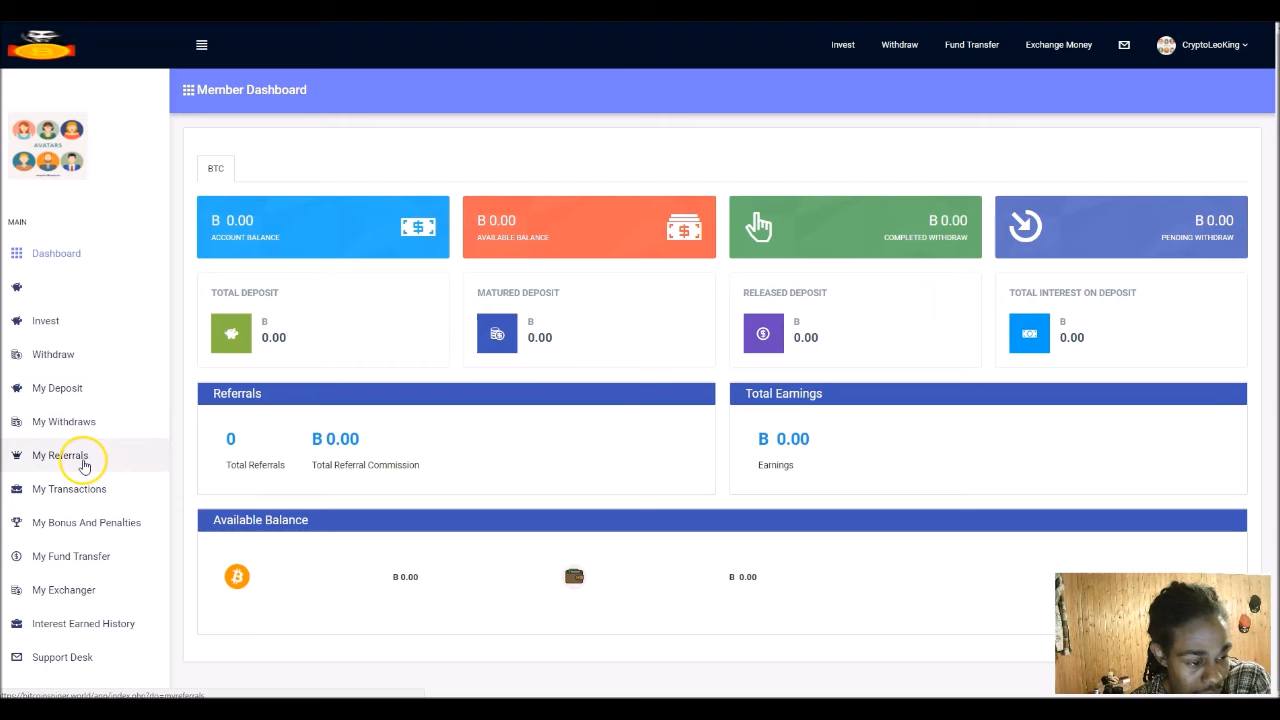 Invest
Withdraw
Fund Transfer
Exchange Money
CryptoLeoKing
Member Dashboard
AVATARS
MAIN
Dashboard
Invest
Withdraw
My Deposit
My Withdraws
My Referrals
My Transactions
My Bonus And Penalties
My Fund Transfer
My Exchanger
Interest Earned History
Support Desk
BTC
B 0.00
ACCOUNT BALANCE
B 0.00
AVAILABLE BALANCE
B 0.00
COMPLETED WITHDRAW
B 0.00
PENDING WITHDRAW
TOTAL DEPOSIT
B
0.00
MATURED DEPOSIT
B
0.00
RELEASED DEPOSIT
B
0.00
TOTAL INTEREST ON DEPOSIT
B
0.00
Referrals
0
Total Referrals
B 0.00
Total Referral Commission
Total Earnings
B 0.00
Earnings
Available Balance
B 0.00
B 0.00